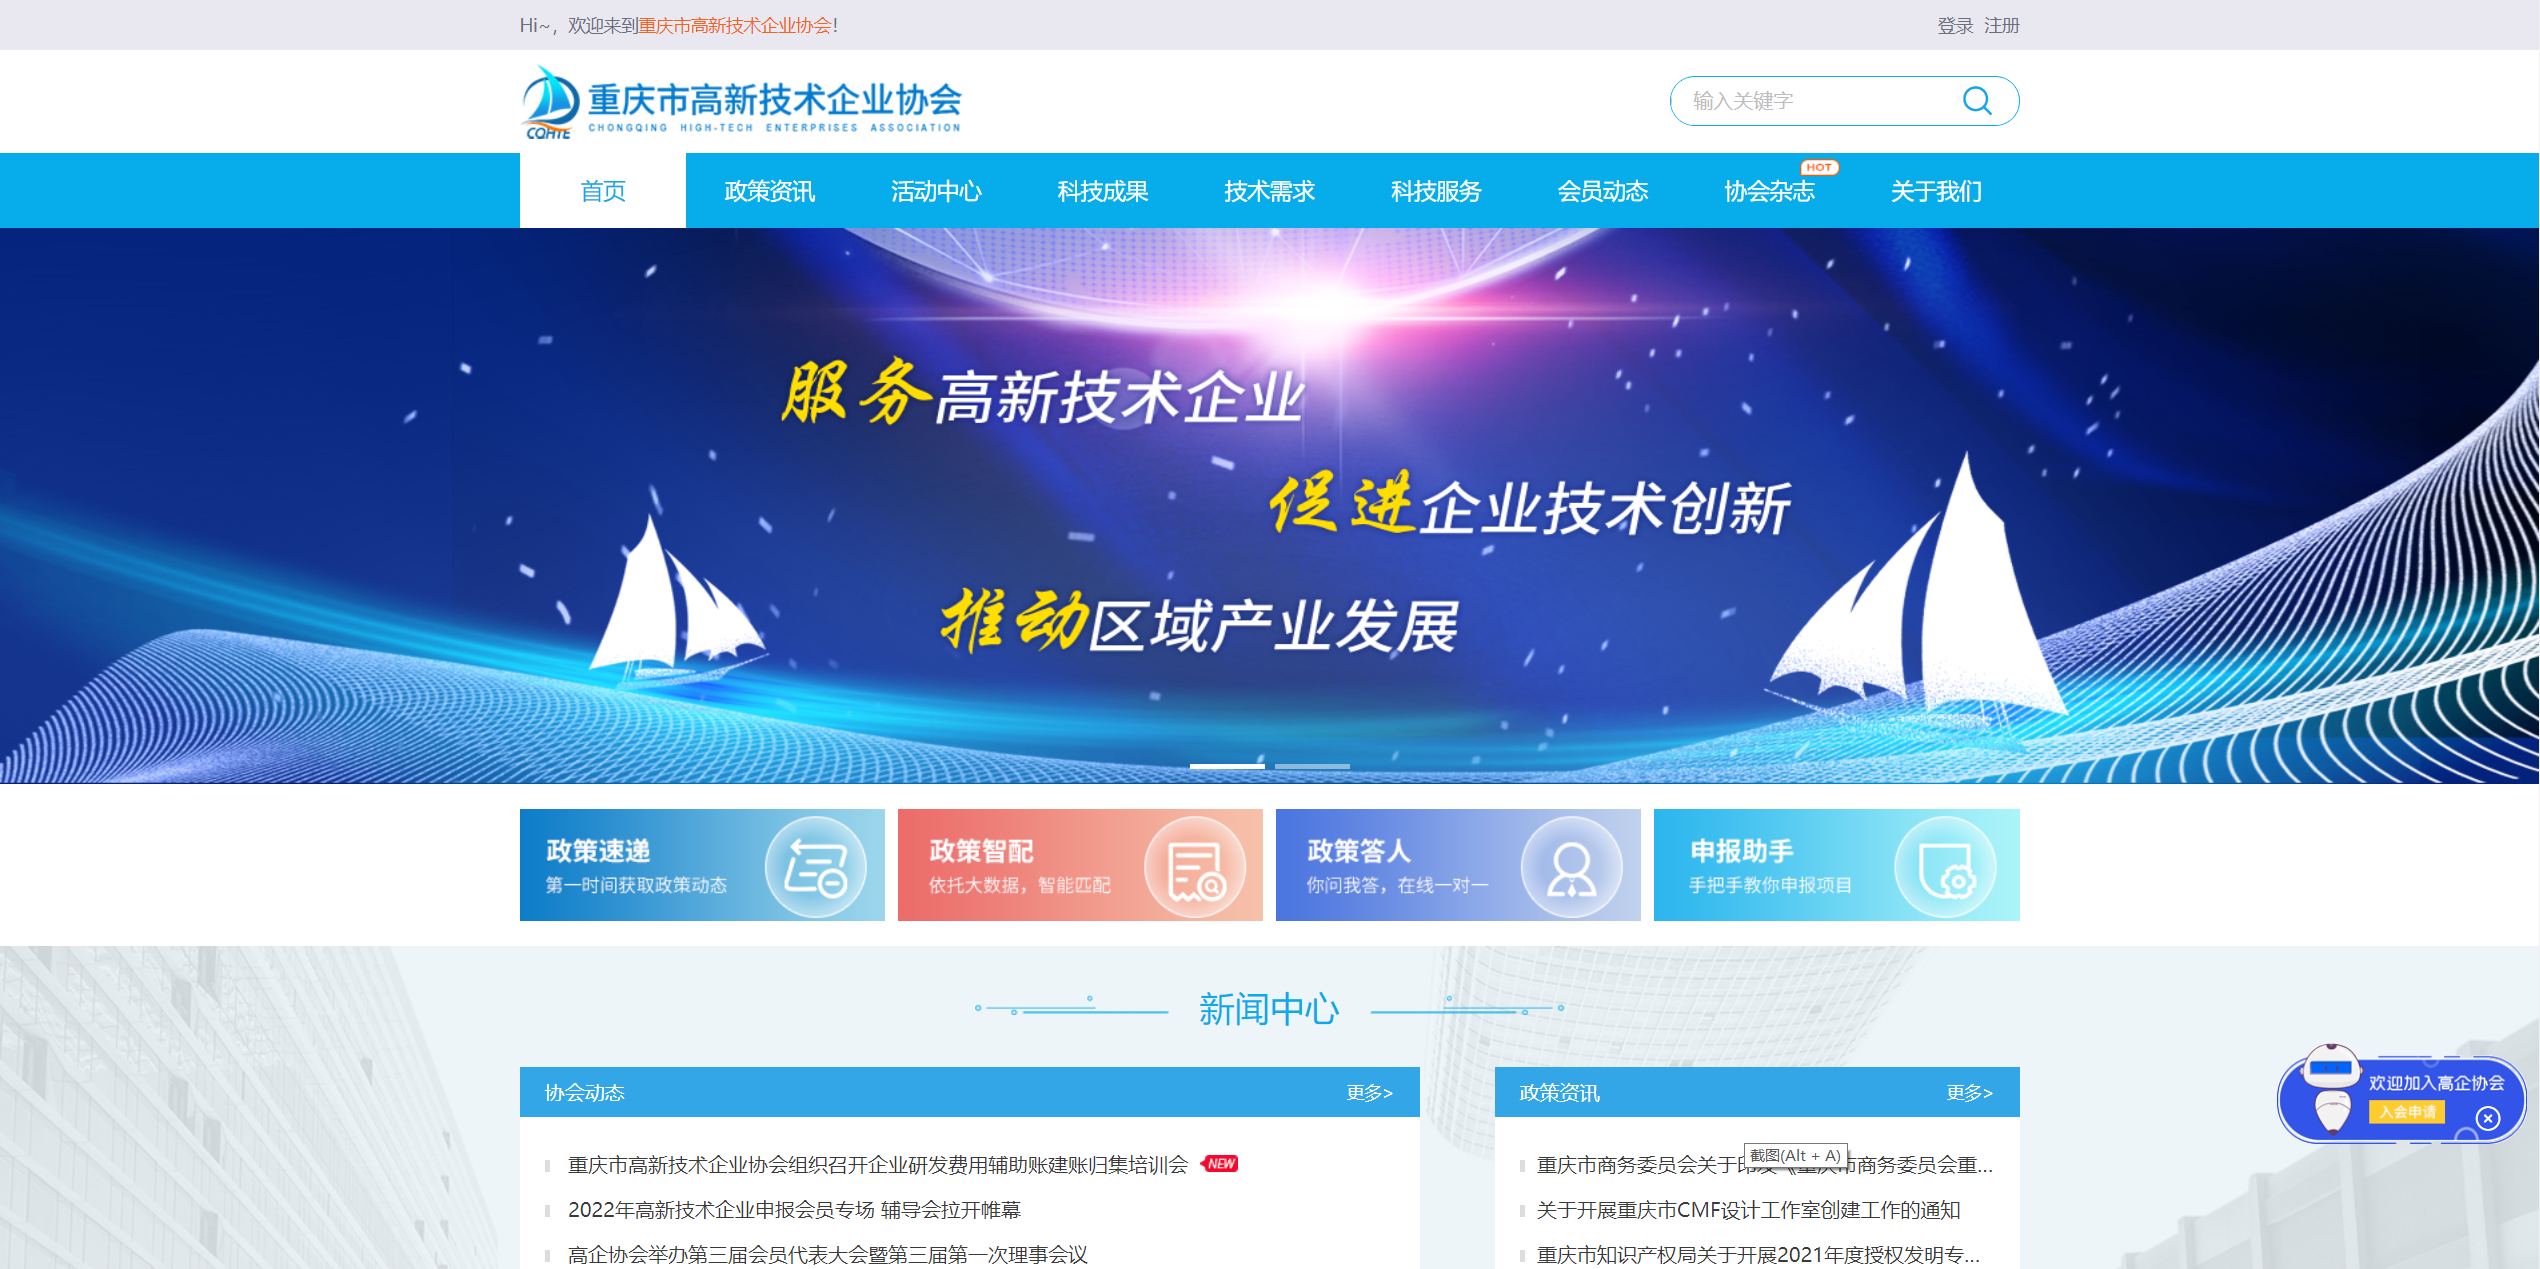 Hi~，欢迎来到重庆市高新技术企业协会!
登录 注册
重庆市高新技术企业协会
CHONGQING HIGH-TECH ENTERPRISES ASSOCIATION
CQHTE
输入关键字
首页 政策资讯 活动中心 科技成果 技术需求 科技服务 会员动态 协会杂志 HOT 关于我们
服务高新技术企业
促进企业技术创新
推动区域产业发展
政策速递
第一时间获取政策动态
政策智配
依托大数据，智能匹配
政策答人
你问我答，在线一对一
申报助手
手把手教你申报项目
新闻中心
协会动态 更多>
重庆市高新技术企业协会组织召开企业研发费用辅助账建账归集培训会 NEW
2022年高新技术企业申报会员专场 辅导会拉开帷幕
高企协会举办第三届会员代表大会暨第三届第一次理事会议
政策资讯 更多>
重庆市商务委员会关于印发《重庆市商务委员会重...
截图(Alt + A)
关于开展重庆市CMF设计工作室创建工作的通知
重庆市知识产权局关于开展2021年度授权发明专...
欢迎加入高企协会
入会申请